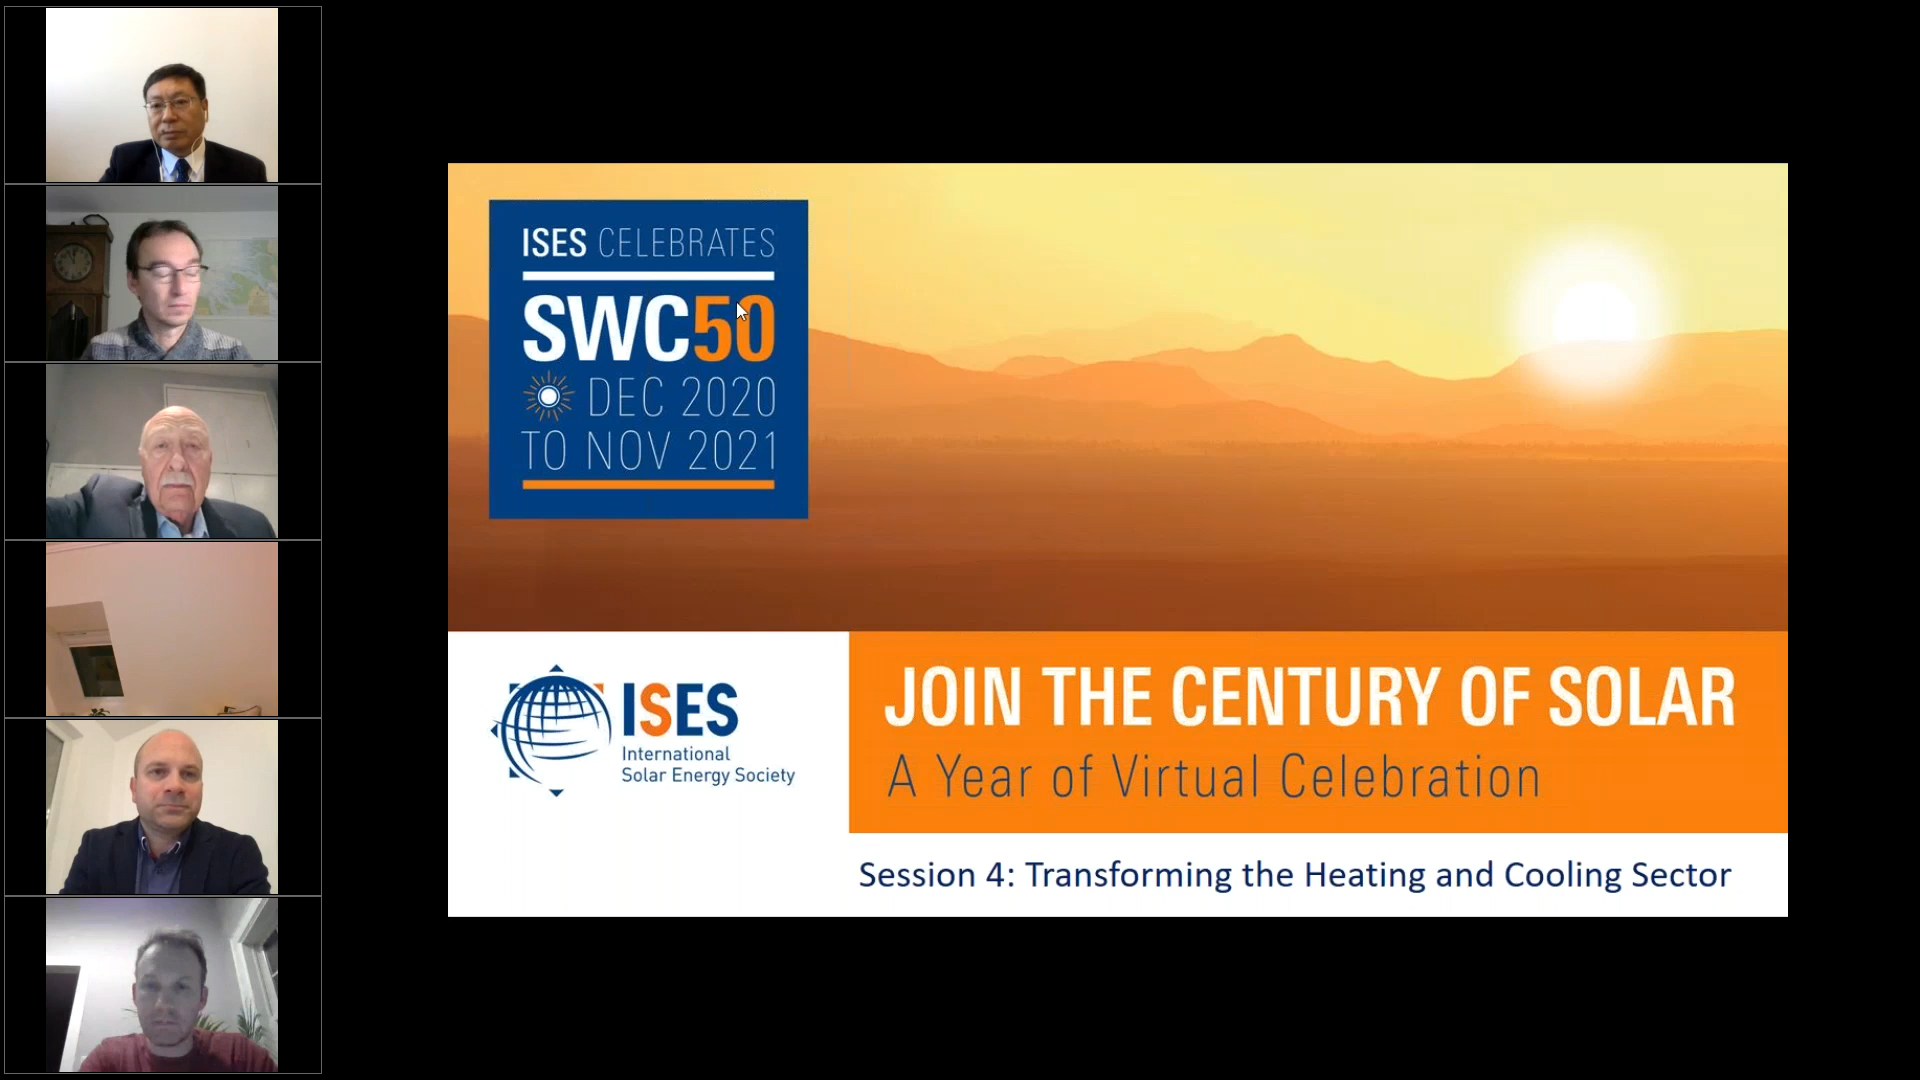 ISES CELEBRATES
SWC50
DEC 2020
TO NOV 2021
ISES
International
Solar Energy Society
JOIN THE CENTURY OF SOLAR
A Year of Virtual Celebration
Session 4: Transforming the Heating and Cooling Sector